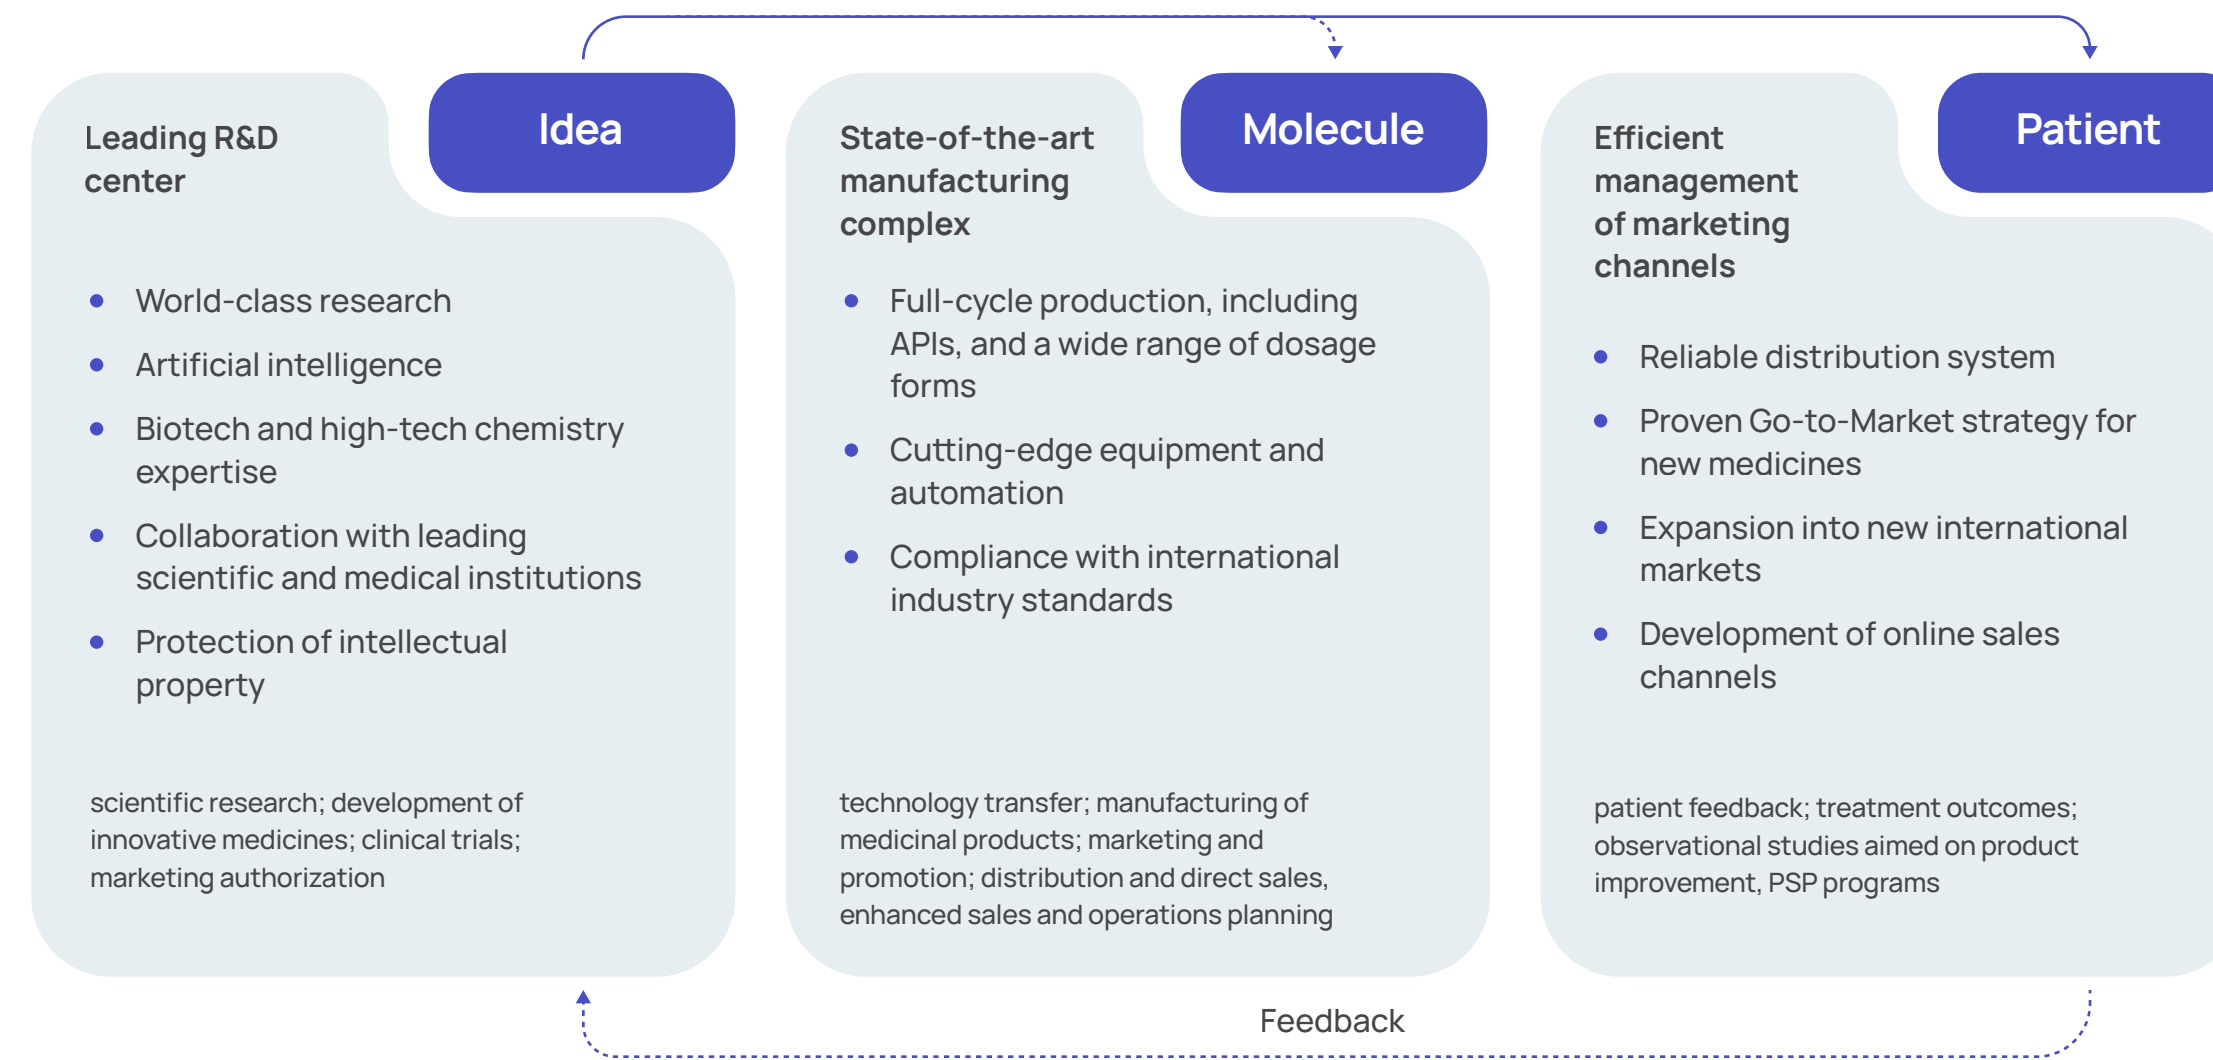 Idea
Leading R&D
center
World-class research
Artificial intelligence
Biotech and high-tech chemistry
expertise
Collaboration with leading
scientific and medical institutions
Protection of intellectual
property
scientific research; development of
innovative medicines; clinical trials;
marketing authorization
Molecule
State-of-the-art
manufacturing
complex
Full-cycle production, including
APIs, and a wide range of dosage
forms
Cutting-edge equipment and
automation
Compliance with international
industry standards
technology transfer; manufacturing of
medicinal products; marketing and
promotion; distribution and direct sales,
enhanced sales and operations planning
Patient
Efficient
management
of marketing
channels
Reliable distribution system
Proven Go-to-Market strategy for
new medicines
Expansion into new international
markets
Development of online sales
channels
patient feedback; treatment outcomes;
observational studies aimed on product
improvement, PSP programs
Feedback